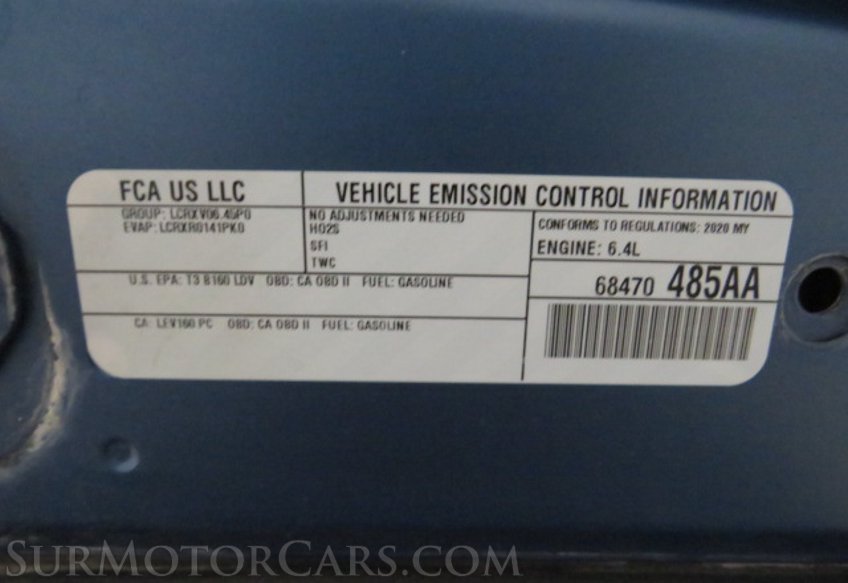 FCA US LLC
VEHICLE EMISSION CONTROL INFORMATION
GROUP: LCRXV06.45P0
EVAP: LCRXR0141PK0
NO ADJUSTMENTS NEEDED
HO2S
SFI
TWC
CONFORMS TO REGULATIONS: 2020 MY
ENGINE: 6.4L
U.S. EPA: T3 B160 LDV OBD: CA OBD II FUEL: GASOLINE
68470 485AA
CA: LEV160 PC OBD: CA OBD II FUEL: GASOLINE
SURMOTORCARS.COM